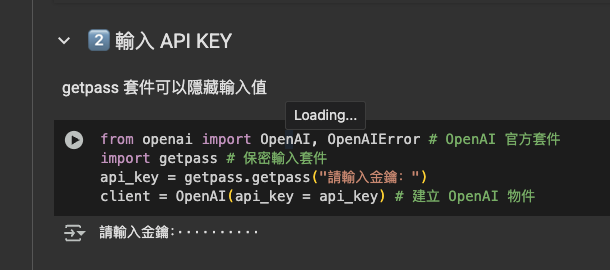 2 輸入 API KEY
getpass 套件可以隱藏輸入值
Loading...
from openai import OpenAI, OpenAIError # OpenAI 官方套件
import getpass # 保密輸入套件
api_key = getpass.getpass("請輸入金鑰：")
client = OpenAI(api_key = api_key) # 建立 OpenAI 物件
請輸入金鑰：··········